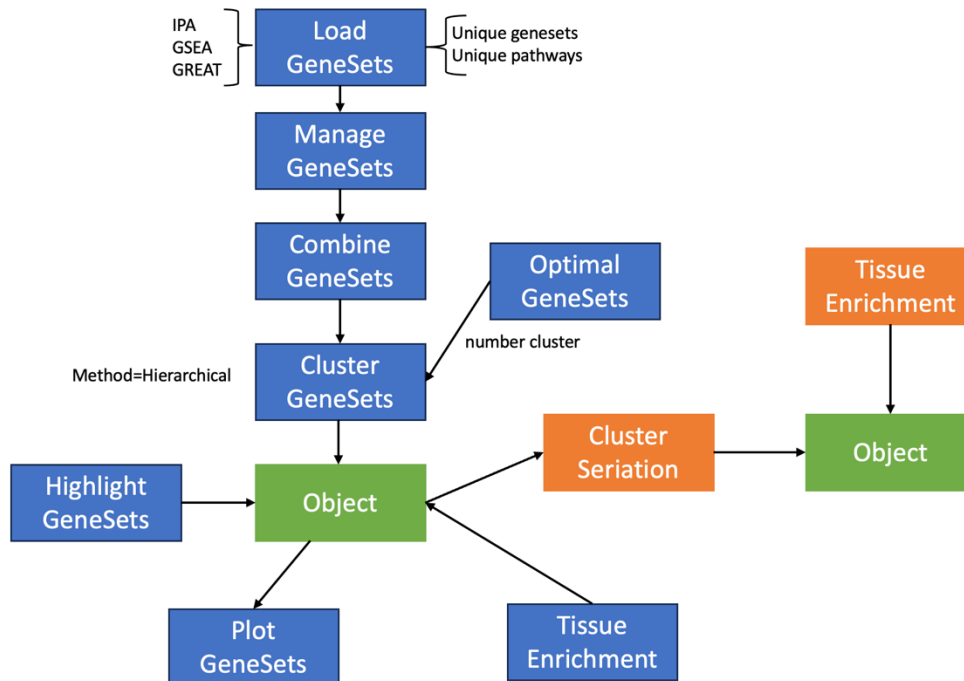 IPA
GSEA
GREAT
Load
GeneSets
Unique genesets
Unique pathways
Manage
GeneSets
Combine
GeneSets
Optimal
GeneSets
Tissue
Enrichment
number cluster
Method=Hierarchical
Cluster
GeneSets
Cluster
Seriation
Object
Highlight
GeneSets
Object
Plot
GeneSets
Tissue
Enrichment